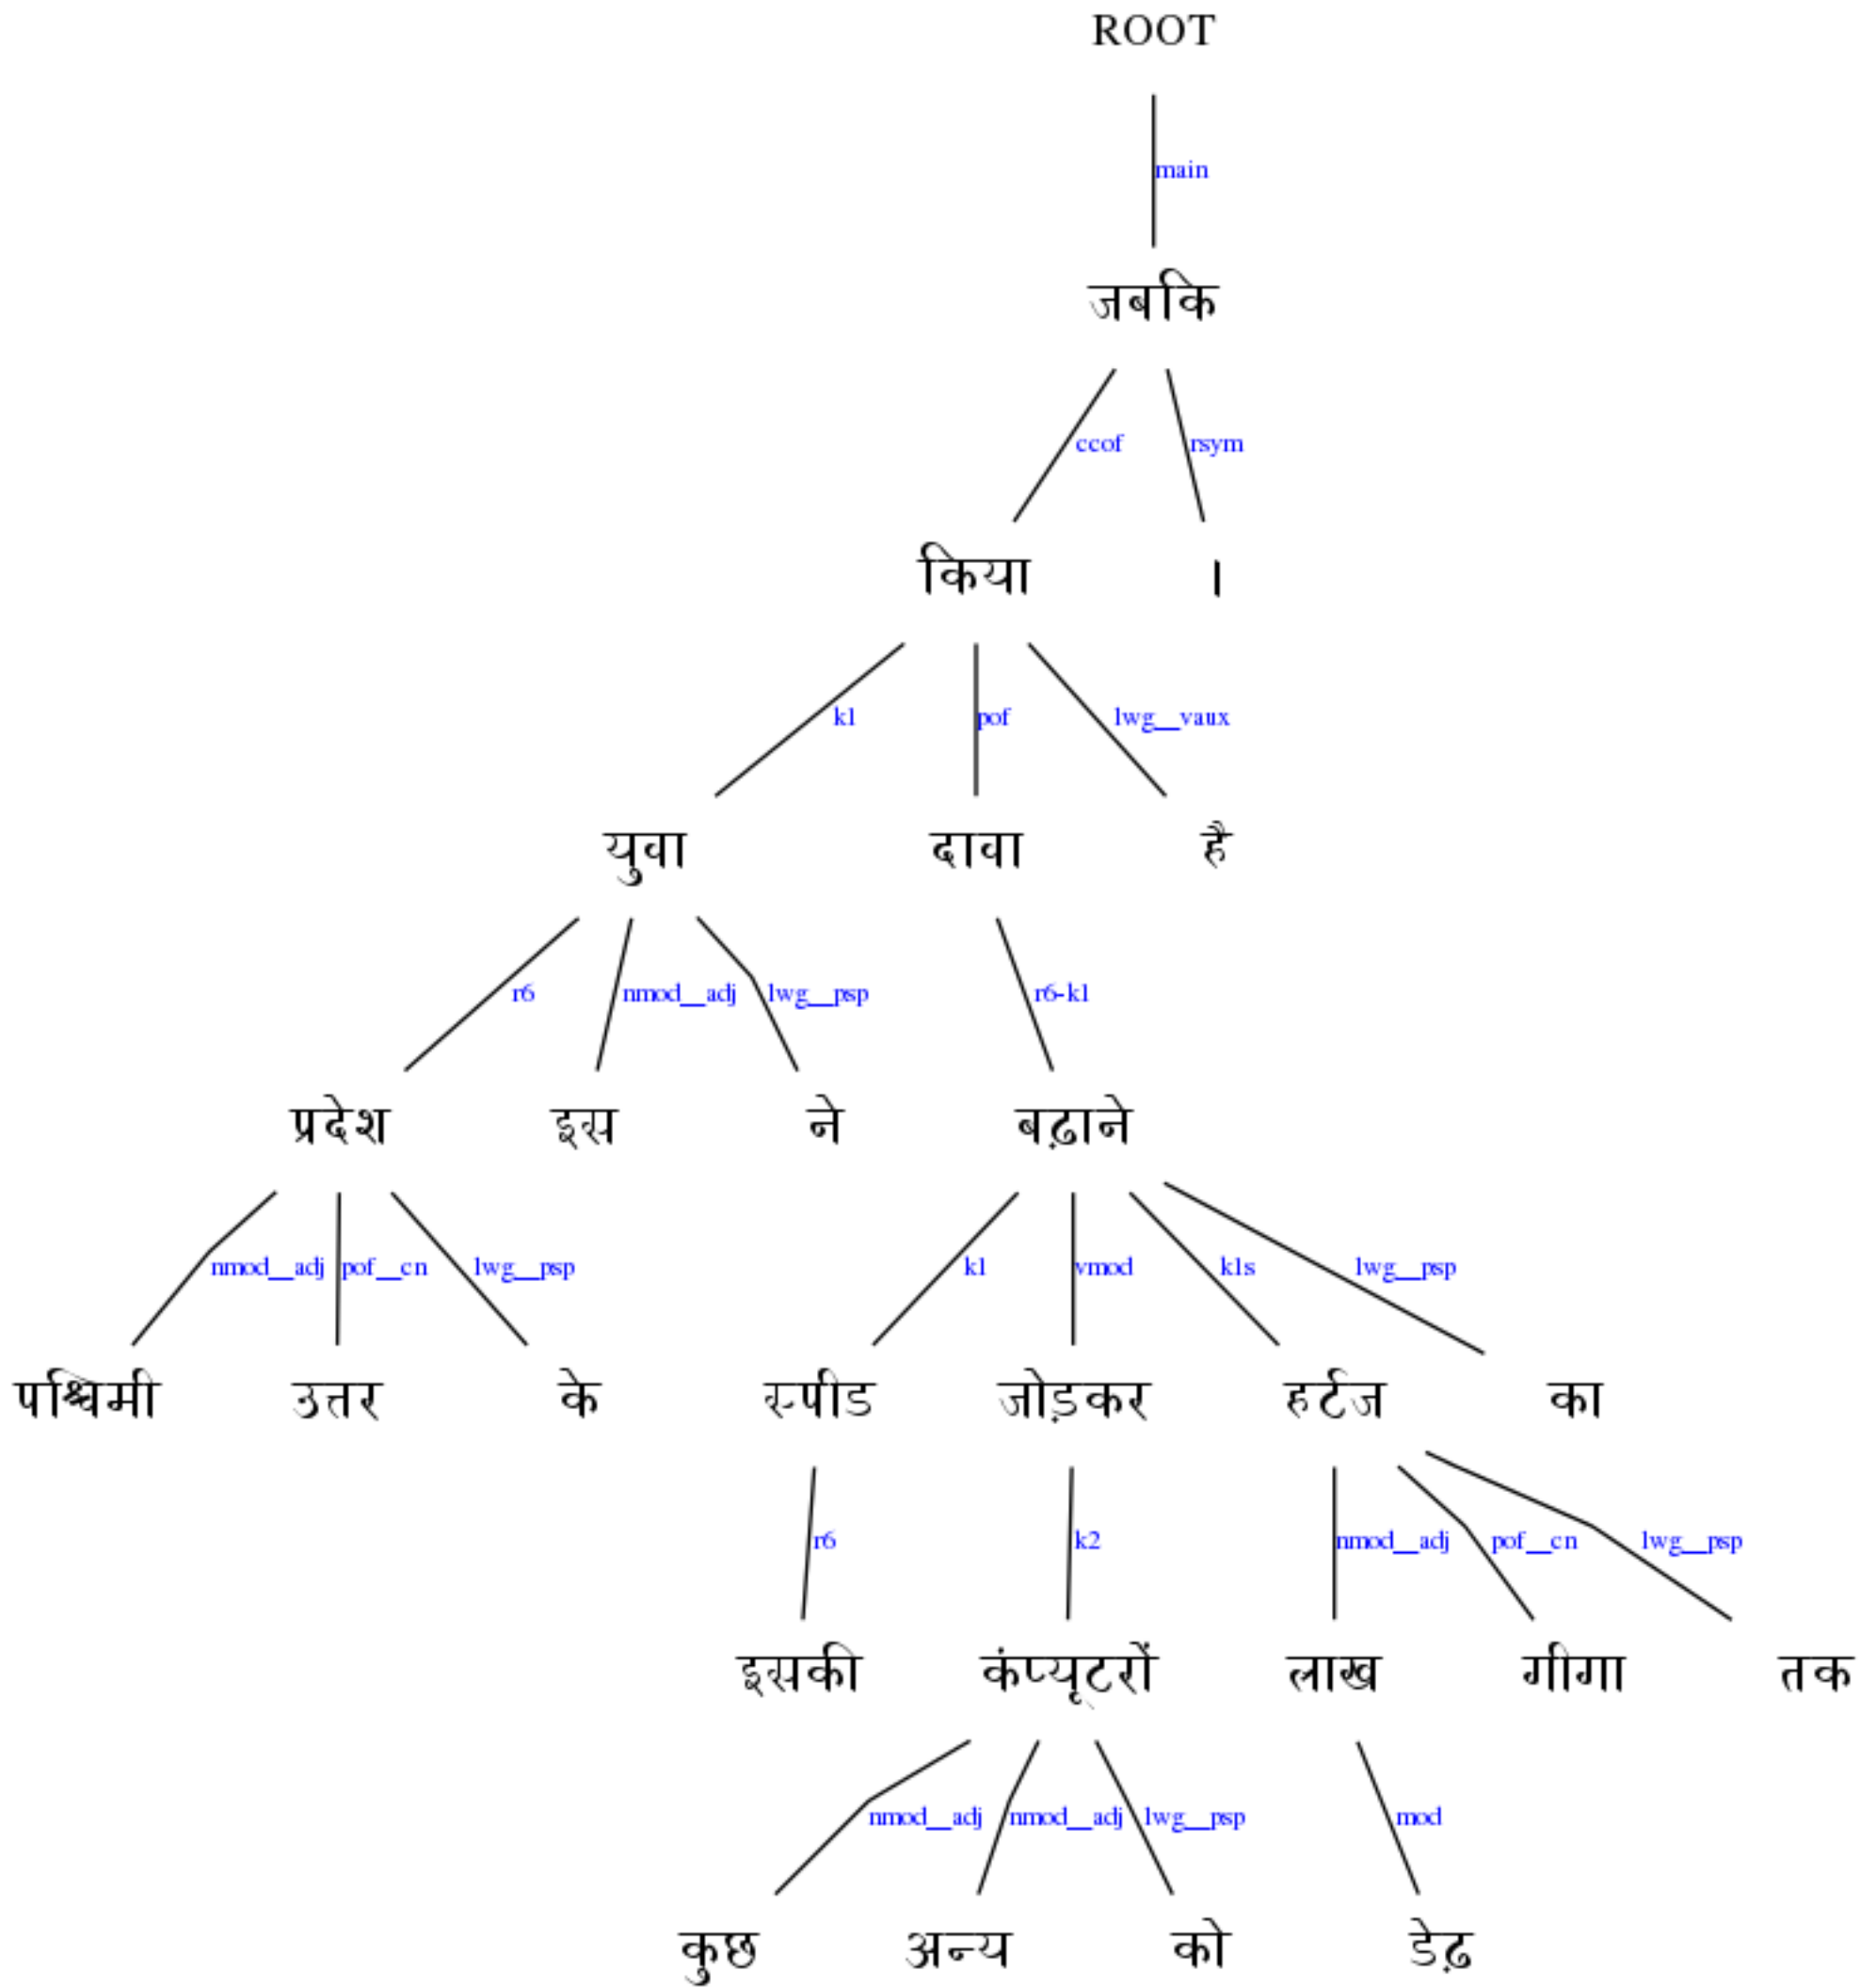 ROOT
main
जबकि
ccof rsym
किया ।
k1 pof lwg__vaux
युवा दावा है
r6 nmod__adj lwg__psp r6-k1
प्रदेश इस ने बढ़ाने
nmod__adj pof__cn lwg__psp k1 vmod k1s lwg__psp
पश्चिमी उत्तर के स्पीड जोड़कर हर्टज का
r6 k2 nmod__adj pof__cn lwg__psp
इसकी कंप्यूटरों लाख गीगा तक
nmod__adj nmod__adj lwg__psp mod
कुछ अन्य को डेढ़